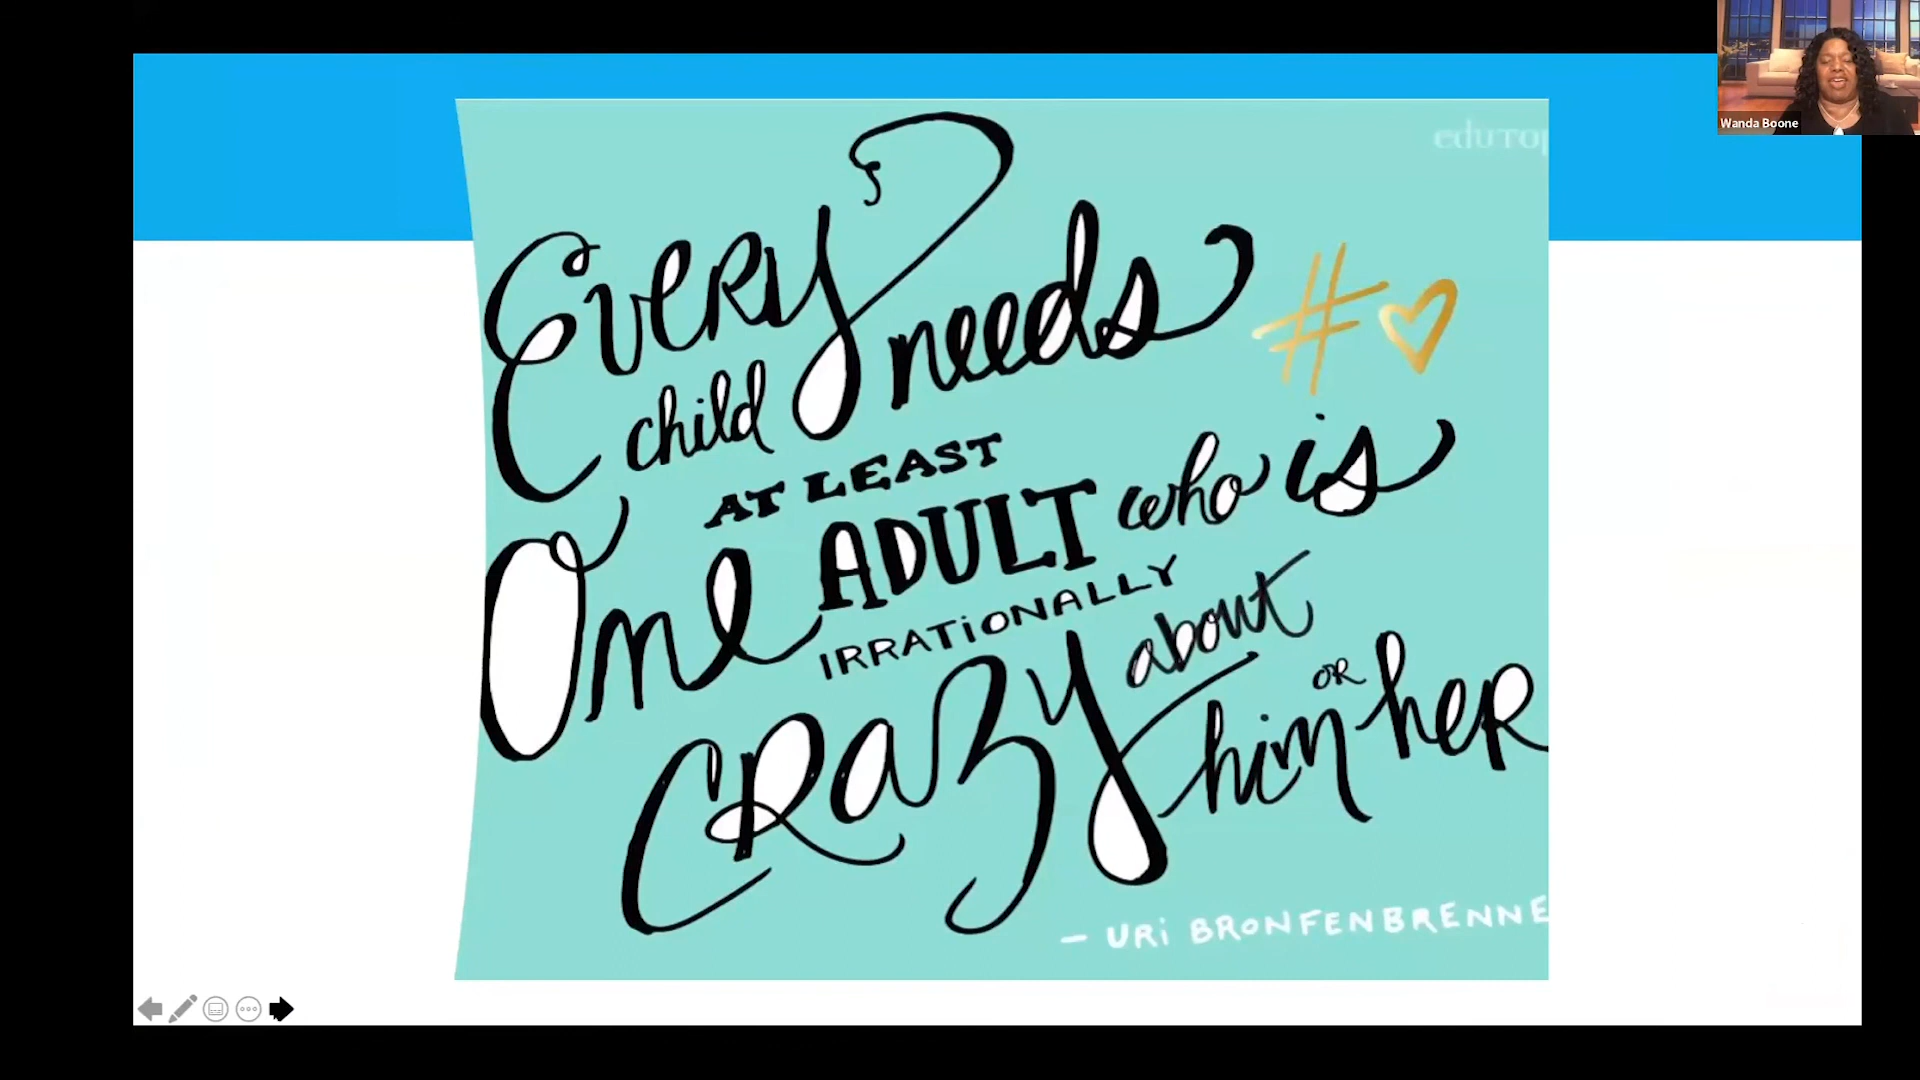 Wanda Boone
eduTOP
Every
child needs
# ♡
AT LEAST
One ADULT who is
IRRATiONALLY
CRazy about
him OR heR
– URi BRONFENBRENNE